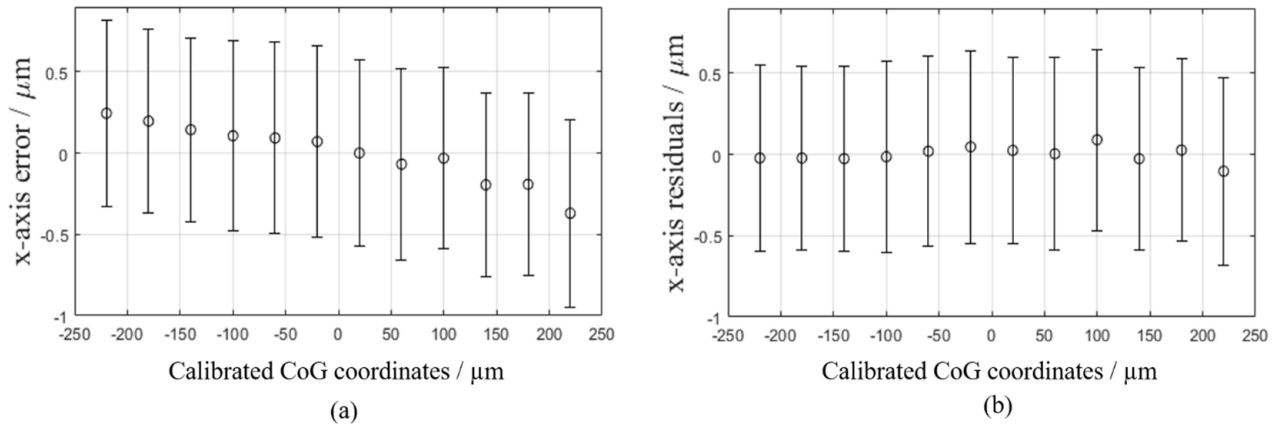 x-axis error / µm
0.5
0
-0.5
-1
-250 -200 -150 -100 -50 0 50 100 150 200 250
Calibrated CoG coordinates / µm
(a)
x-axis residuals / µm
0.5
0
-0.5
-1
-250 -200 -150 -100 -50 0 50 100 150 200 250
Calibrated CoG coordinates / µm
(b)